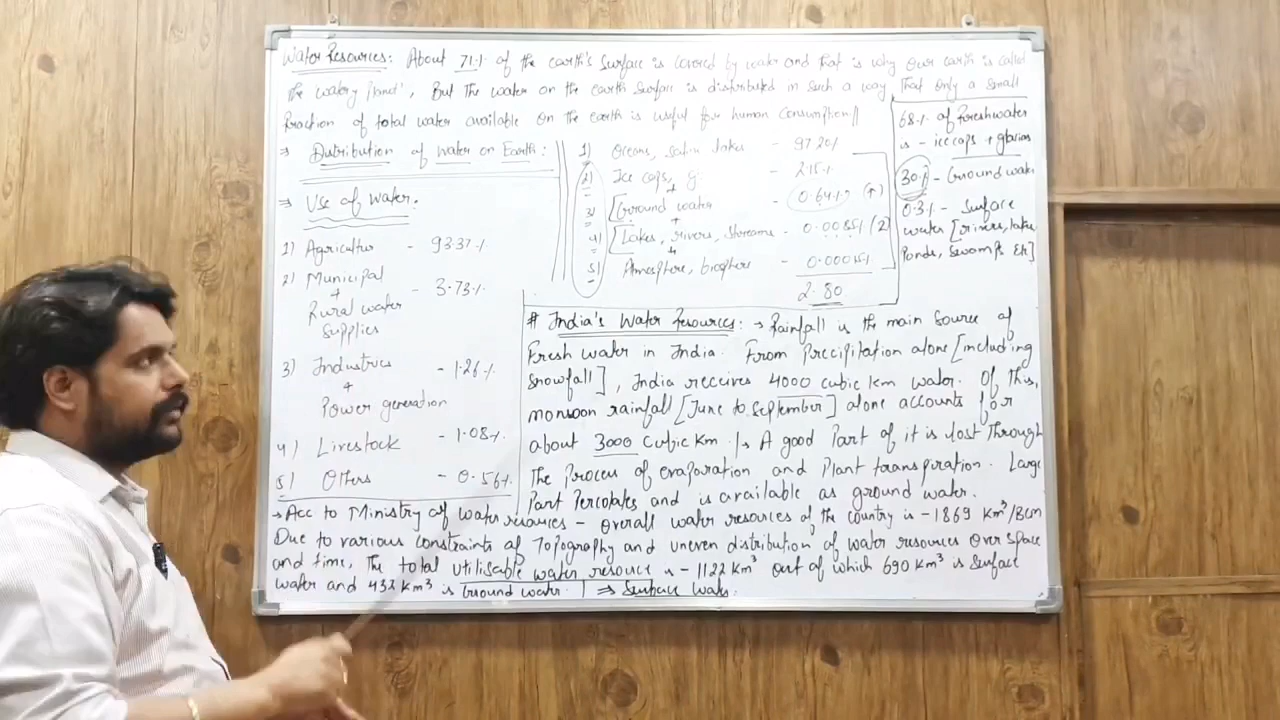 Water Resources: About 71% of the earth's surface is covered by water and that is why our earth is called
the 'watery planet', But the water on the earth surface is distributed in such a way that only a small
fraction of total water available on the earth is useful for human consumption//
⇒ Distribution of water on Earth:
1) Oceans, saline lakes - 97.20%
2) Ice caps, g - 2.15%
+
3) [Ground water - 0.64% (1)
+
4) [Lakes, rivers, streams - 0.0085% (2)
+
5) Atmosphere, biosphere - 0.0005%
2.80
68% of freshwater
is - ice caps + glaciers
30% - Ground water
0.3% - Surface
water [rivers, lakes
Ponds, Swamps Etc]
⇒ Use of water:
1) Agriculture - 93.37%
2) Municipal
+
Rural water - 3.73%
Supplies
3) Industries - 1.26%
+
Power generation
4) Livestock - 1.08%
5) Others - 0.56%
# India's Water Resources: → Rainfall is the main source of
Fresh water in India. From precipitation alone [including
snowfall], India receives 4000 cubic km water. Of this,
monsoon rainfall [June to September] alone accounts for
about 3000 cubic km. → A good part of it is lost through
the process of evaporation and plant transpiration. Large
Part Percolates and is available as ground water.
→ Acc to Ministry of water resources - overall water resources of the country is - 1869 km³/BCM
Due to various constraints of Topography and uneven distribution of water resources over space
and time, the total utilisable water resource is - 1122 km³ out of which 690 km³ is surface
water and 432 km³ is Ground water. ⇒ Surface Water.